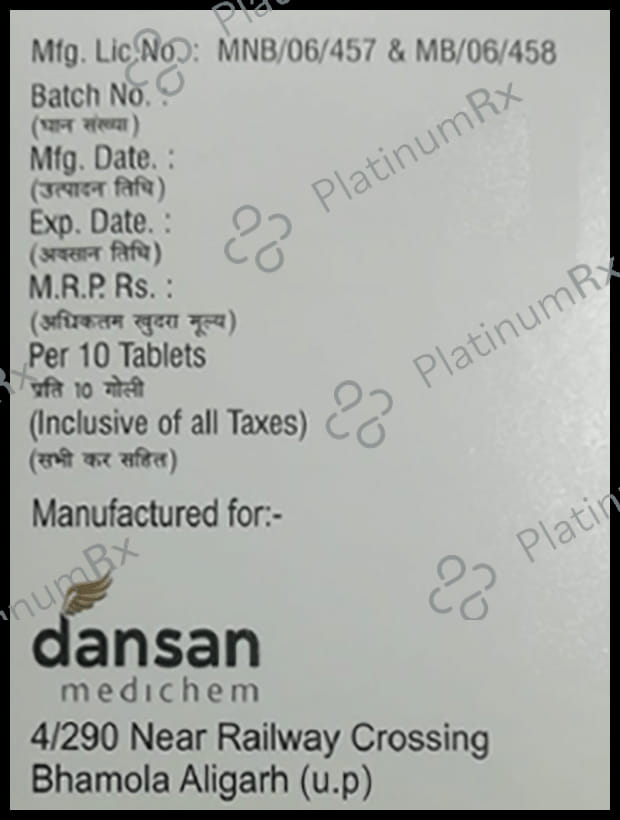 Mfg. Lic.No. : MNB/06/457 & MB/06/458
Batch No. :
(घान संख्या)
Mfg. Date. :
(उत्पादन तिथि)
Exp. Date. :
(अवसान तिथि)
M.R.P. Rs. :
(अधिकतम खुदरा मूल्य)
Per 10 Tablets
प्रति 10 गोली
(Inclusive of all Taxes)
(सभी कर सहित)
Manufactured for:-
dansan
medichem
4/290 Near Railway Crossing
Bhamola Aligarh (u.p)
PlatinumRx
PlatinumRx